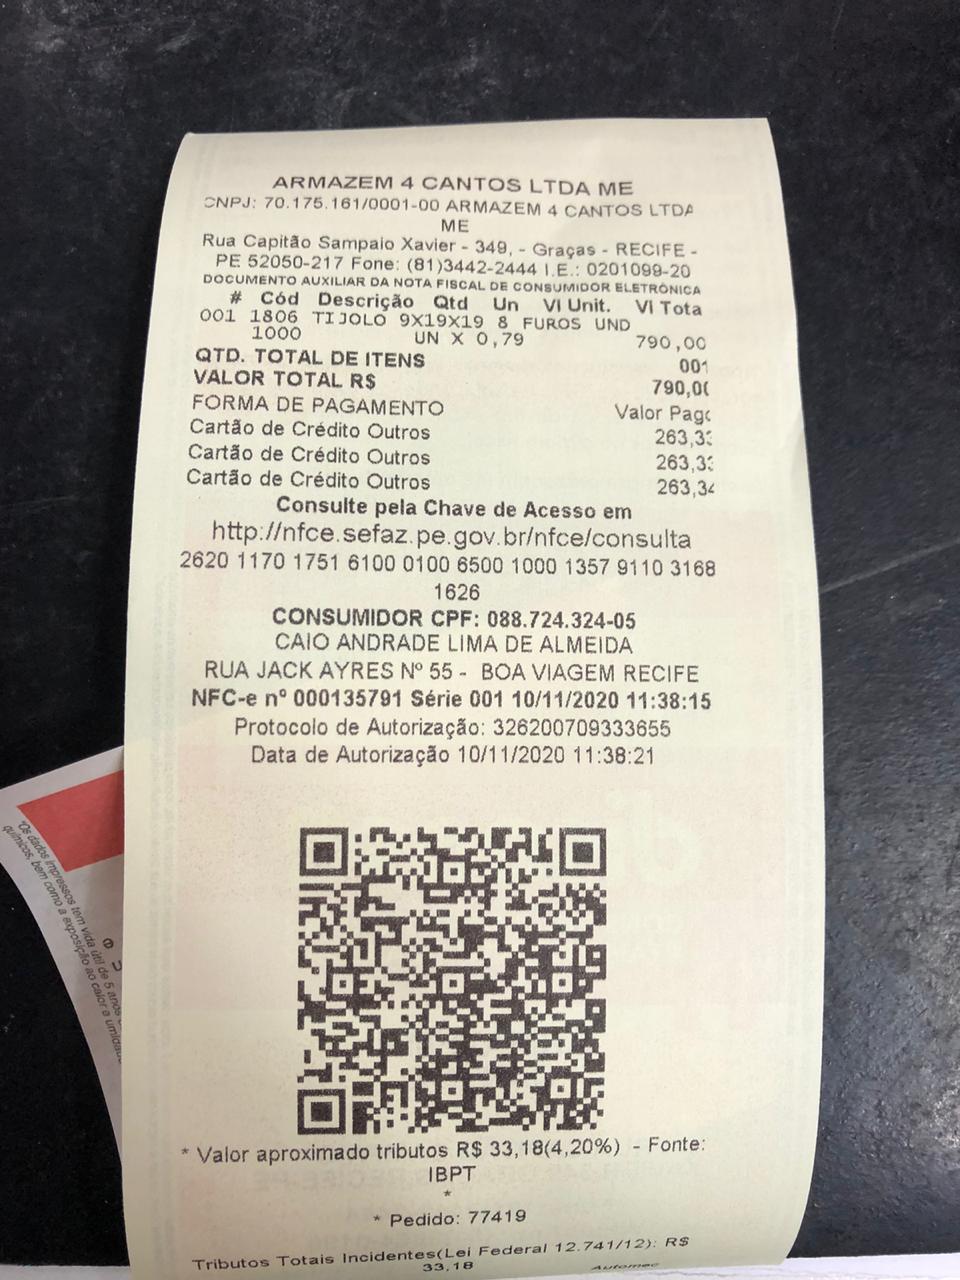 ARMAZEM 4 CANTOS LTDA ME
CNPJ: 70.175.161/0001-00 ARMAZEM 4 CANTOS LTDA
ME
Rua Capitão Sampaio Xavier - 349, - Graças - RECIFE -
PE 52050-217 Fone: (81)3442-2444 I.E.: 0201099-20
DOCUMENTO AUXILIAR DA NOTA FISCAL DE CONSUMIDOR ELETRÔNICA
# Cód Descrição Qtd Un Vl Unit. Vl Tota
001 1806 TIJOLO 9X19X19 8 FUROS UND
1000 UN X 0,79 790,00
QTD. TOTAL DE ITENS 001
VALOR TOTAL R$ 790,00
FORMA DE PAGAMENTO Valor Pago
Cartão de Crédito Outros 263,33
Cartão de Crédito Outros 263,33
Cartão de Crédito Outros 263,34
Consulte pela Chave de Acesso em
http://nfce.sefaz.pe.gov.br/nfce/consulta
2620 1170 1751 6100 0100 6500 1000 1357 9110 3168
1626
CONSUMIDOR CPF: 088.724.324-05
CAIO ANDRADE LIMA DE ALMEIDA
RUA JACK AYRES Nº 55 - BOA VIAGEM RECIFE
NFC-e nº 000135791 Série 001 10/11/2020 11:38:15
Protocolo de Autorização: 326200709333655
Data de Autorização 10/11/2020 11:38:21
* Valor aproximado tributos R$ 33,18(4,20%) - Fonte:
IBPT
*
* Pedido: 77419
Tributos Totais Incidentes(Lei Federal 12.741/12): R$
33,18 Automec
"Os dados impressos tem vida útil de 5 anos
químicos, bem como a exposição ao calor e umidade